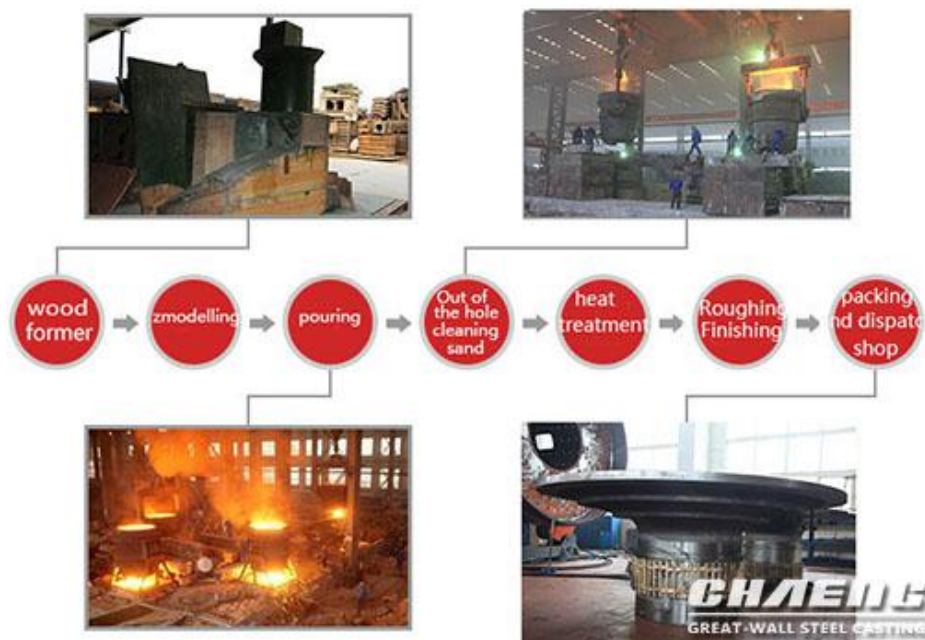 wood
former
zmodelling
pouring
Out of
the hole
cleaning
sand
heat
treatment
Roughing
Finishing
packing
nd dispatc
shop
CHAENG
GREAT-WALL STEEL CASTING